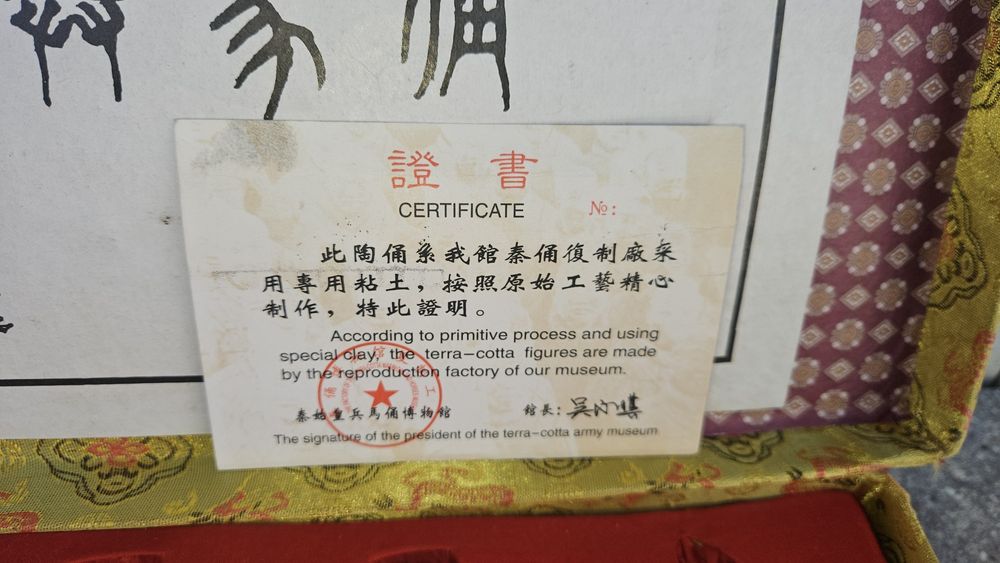 證書
CERTIFICATE
№:
此陶俑系我館秦俑復制廠采
用專用粘土，按照原始工藝精心
制作，特此證明。
According to primitive process and using
special clay, the terra-cotta figures are made
by the reproduction factory of our museum.
秦始皇兵馬俑博物館
館長:
The signature of the president of the terra-cotta army museum